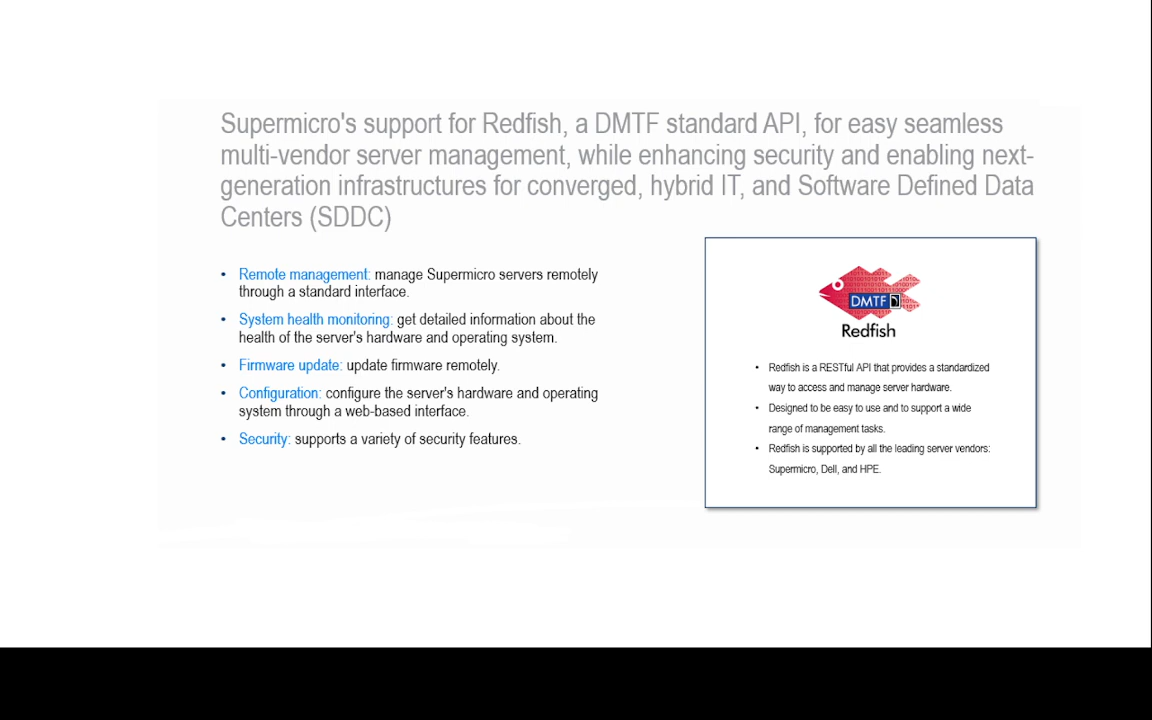 Supermicro's support for Redfish, a DMTF standard API, for easy seamless
multi-vendor server management, while enhancing security and enabling next-
generation infrastructures for converged, hybrid IT, and Software Defined Data
Centers (SDDC)
• Remote management: manage Supermicro servers remotely
through a standard interface.
• System health monitoring: get detailed information about the
health of the server's hardware and operating system.
• Firmware update: update firmware remotely.
• Configuration: configure the server's hardware and operating
system through a web-based interface.
• Security: supports a variety of security features.
DMTF
Redfish
• Redfish is a RESTful API that provides a standardized
way to access and manage server hardware.
• Designed to be easy to use and to support a wide
range of management tasks.
• Redfish is supported by all the leading server vendors:
Supermicro, Dell, and HPE.